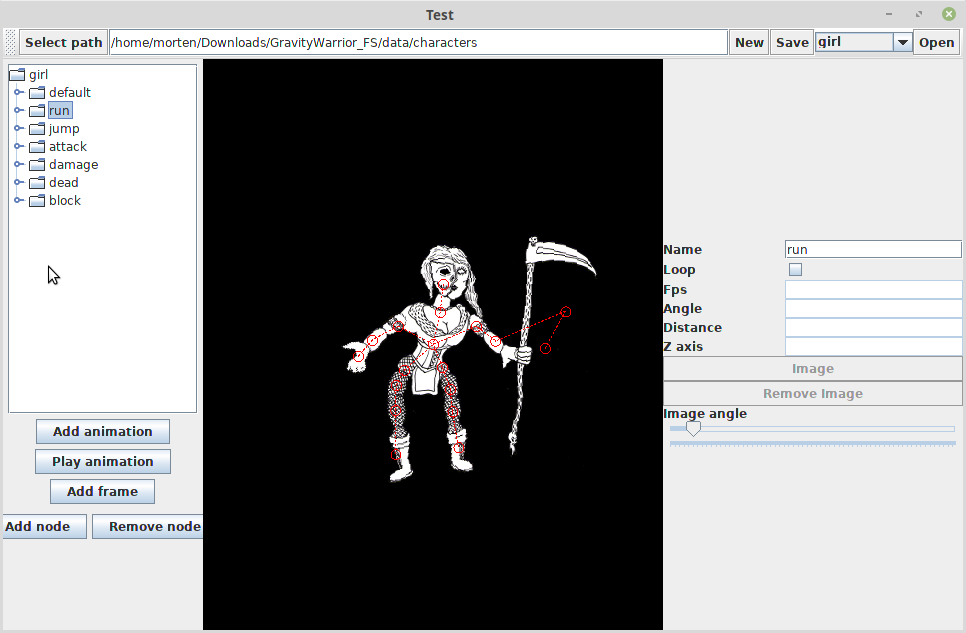 Test
Select path /home/morten/Downloads/GravityWarrior_FS/data/characters New Save girl Open
girl
default
run
jump
attack
damage
dead
block
Add animation
Play animation
Add frame
Add node Remove node
Name run
Loop
Fps
Angle
Distance
Z axis
Image
Remove Image
Image angle